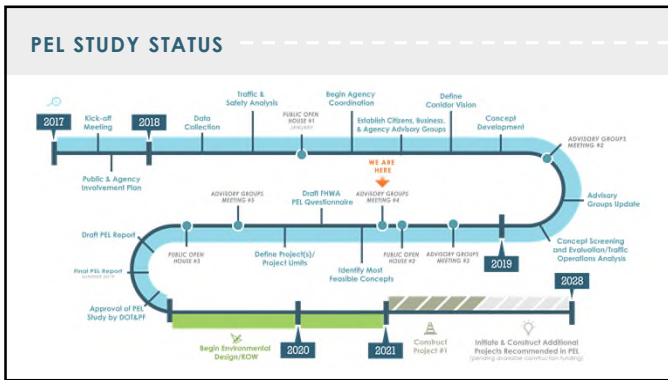 PEL STUDY STATUS
2017
Kick-off
Meeting
Public & Agency
Involvement Plan
2018
Data
Collection
Traffic &
Safety Analysis
PUBLIC OPEN
HOUSE #1
JANUARY
Begin Agency
Coordination
Establish Citizens, Business,
& Agency Advisory Groups
Define
Corridor Vision
Concept
Development
ADVISORY GROUPS
MEETING #2
Advisory
Groups Update
Concept Screening
and Evaluation/Traffic
Operations Analysis
2019
ADVISORY GROUPS
MEETING #3
PUBLIC OPEN
HOUSE #2
WE ARE
HERE
ADVISORY GROUPS
MEETING #4
Identify Most
Feasible Concepts
Draft FHWA
PEL Questionnaire
Define Project(s)/
Project Limits
ADVISORY GROUPS
MEETING #5
PUBLIC OPEN
HOUSE #3
Draft PEL Report
Final PEL Report
SUMMER 2019
Approval of PEL
Study by DOT&PF
Begin Environmental
Design/ROW
2020
2021
Construct
Project #1
Initiate & Construct Additional
Projects Recommended in PEL
(pending available construction funding)
2028